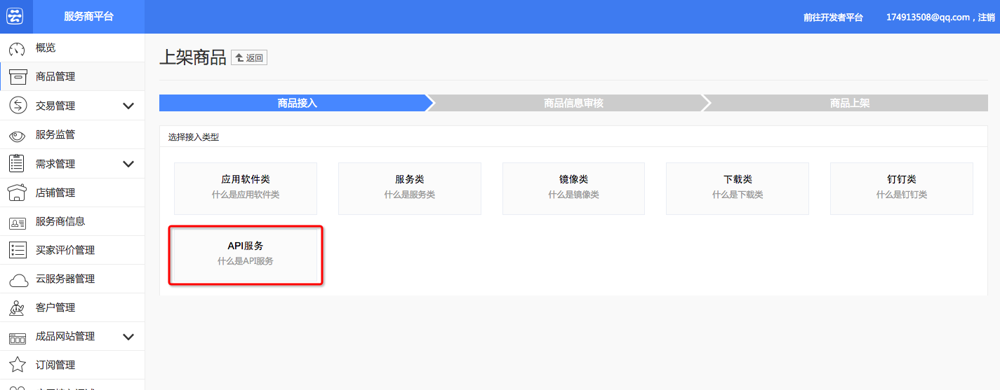 服务商平台
前往开发者平台
174913508@qq.com，注销
概览
商品管理
交易管理
服务监管
需求管理
店铺管理
服务商信息
买家评价管理
云服务器管理
客户管理
成品网站管理
订阅管理
上架商品
返回
商品接入
商品信息审核
商品上架
选择接入类型
应用软件类
什么是应用软件类
服务类
什么是服务类
镜像类
什么是镜像类
下载类
什么是下载类
钉钉类
什么是钉钉类
API服务
什么是API服务